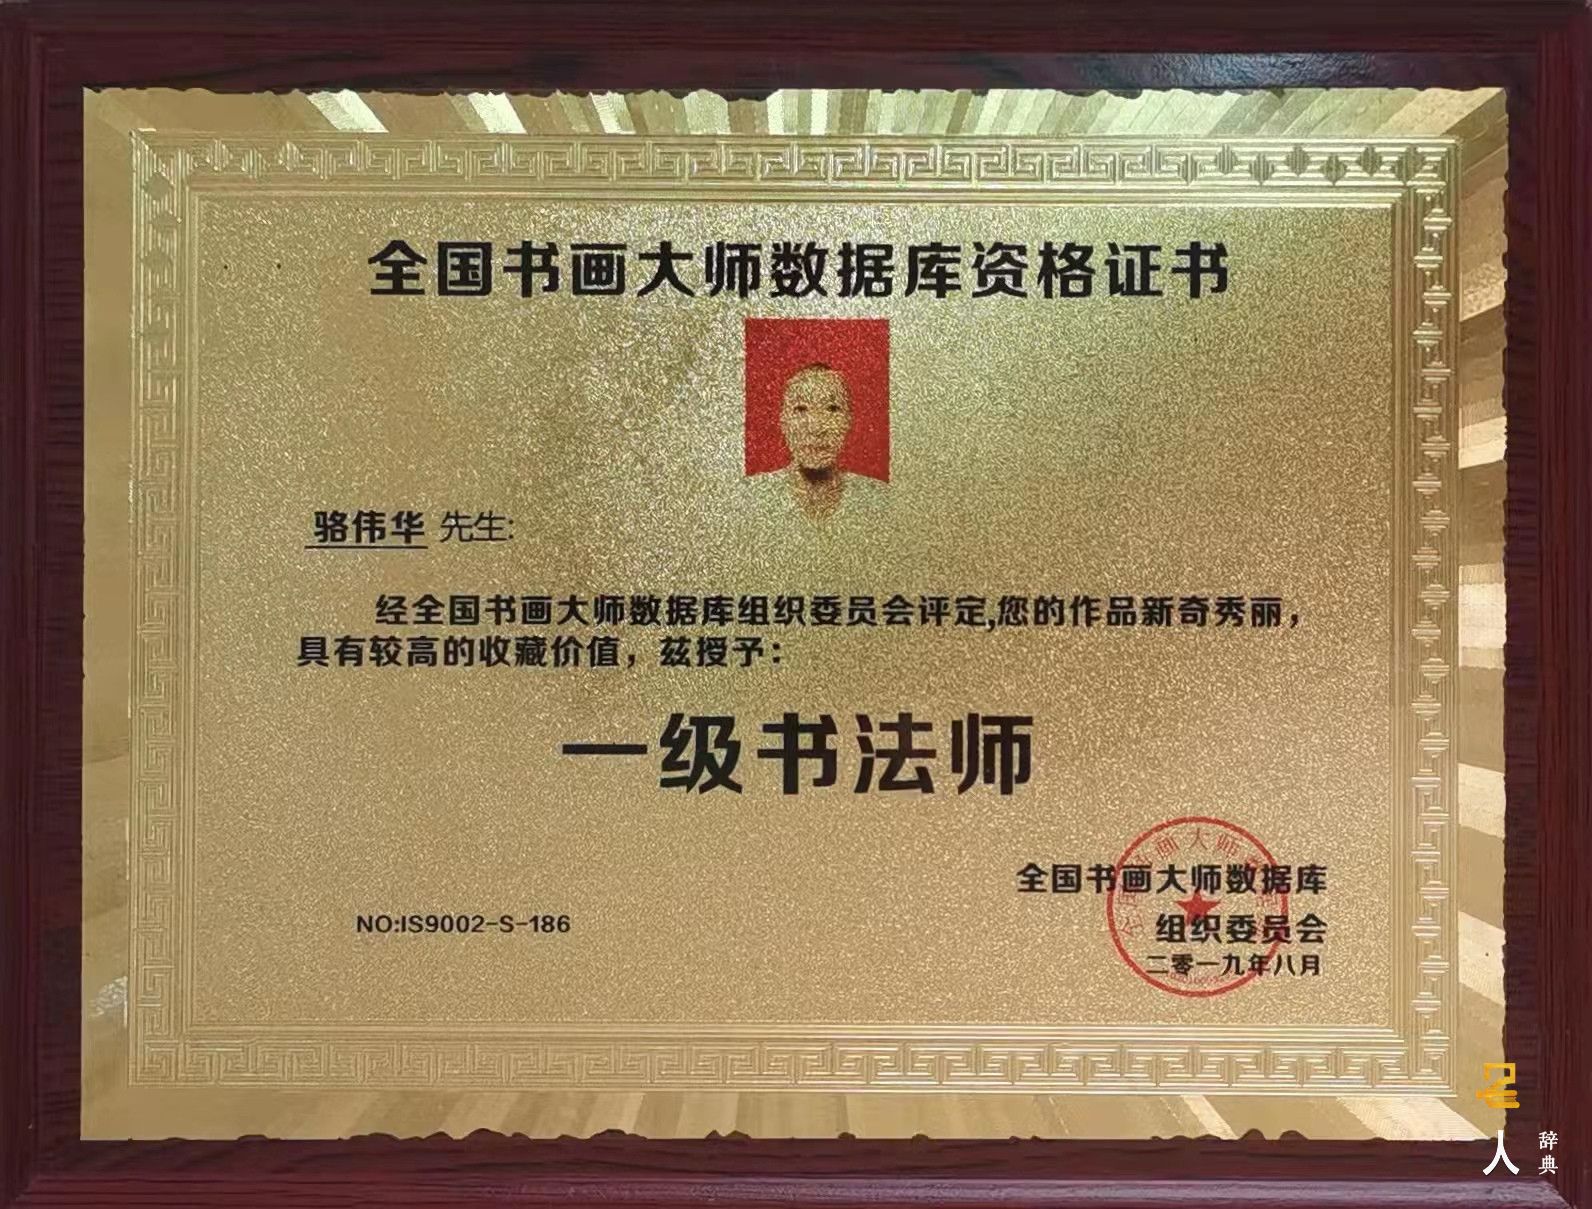 全国书画大师数据库资格证书
骆伟华 先生:
经全国书画大师数据库组织委员会评定,您的作品新奇秀丽，
具有较高的收藏价值，兹授予：
一级书法师
全国书画大师数据库
组织委员会
二零一九年八月
NO:IS9002-S-186
人
辞典